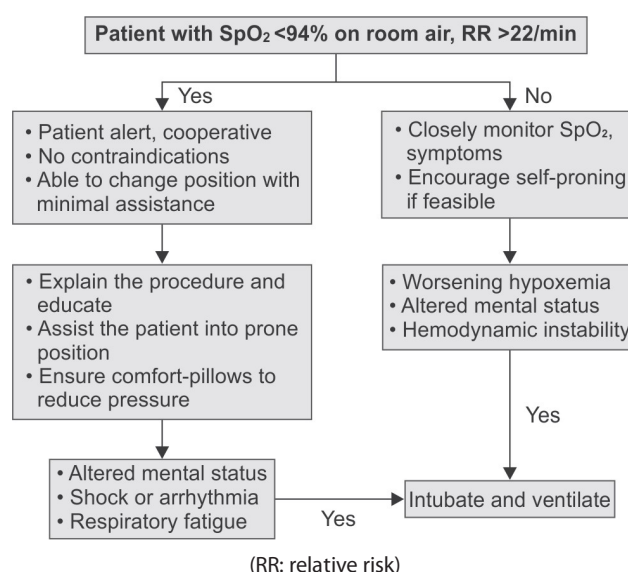 Patient with SpO₂ <94% on room air, RR >22/min
Yes
No
• Patient alert, cooperative
• No contraindications
• Able to change position with
minimal assistance
• Closely monitor SpO₂,
symptoms
• Encourage self-proning
if feasible
• Explain the procedure and
educate
• Assist the patient into prone
position
• Ensure comfort-pillows to
reduce pressure
• Worsening hypoxemia
• Altered mental status
• Hemodynamic instability
Yes
• Altered mental status
• Shock or arrhythmia
• Respiratory fatigue
Yes
Intubate and ventilate
(RR: relative risk)